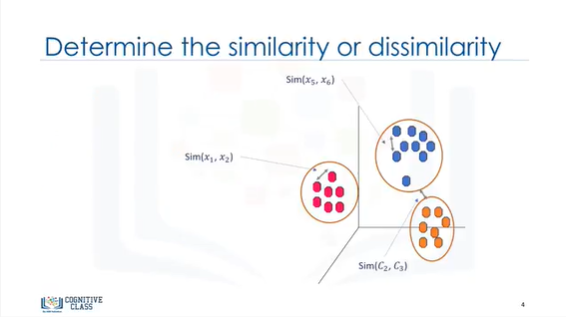 Determine the similarity or dissimilarity
Sim(x₅, x₆)
Sim(x₁, x₂)
Sim(C₂, C₃)
COGNITIVE
CLASS
4